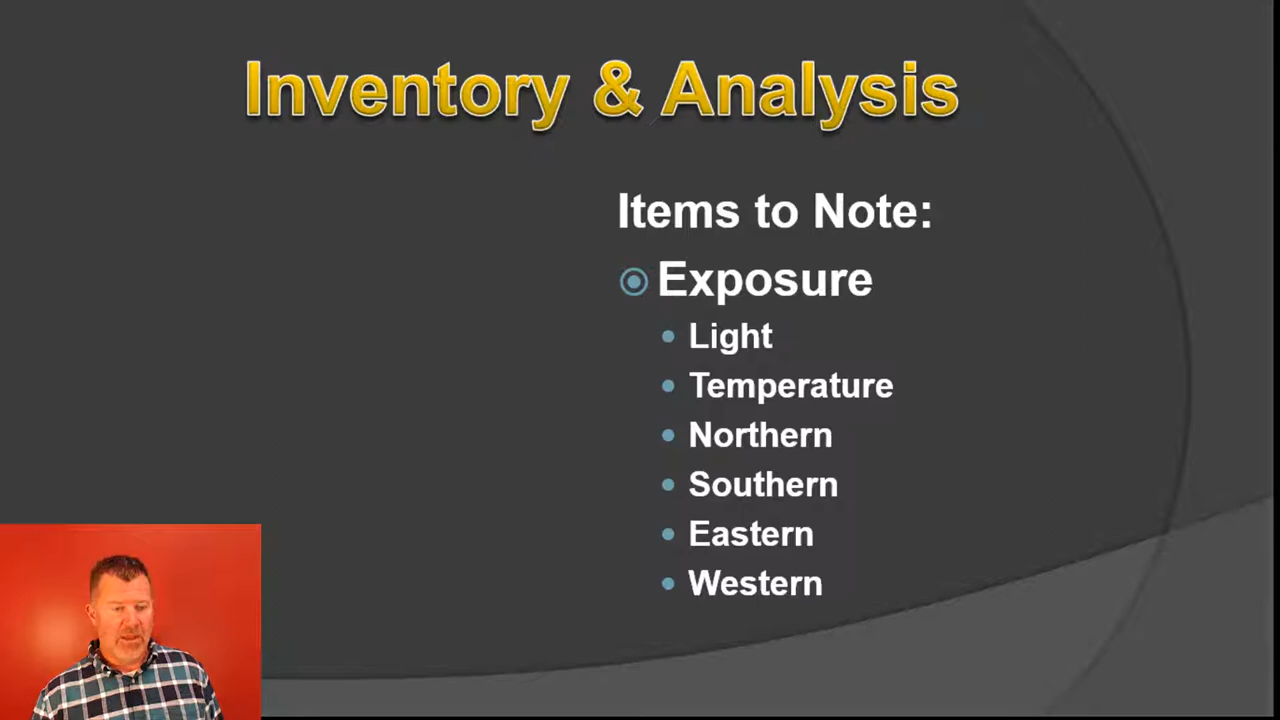 Inventory & Analysis
Items to Note:
Exposure
Light
Temperature
Northern
Southern
Eastern
Western